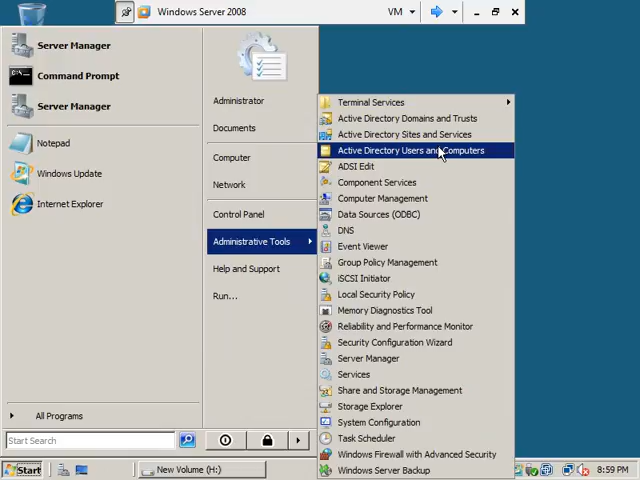 Windows Server 2008
VM
Server Manager
Command Prompt
Server Manager
Notepad
Windows Update
Internet Explorer
All Programs
Start Search
Administrator
Documents
Computer
Network
Control Panel
Administrative Tools
Help and Support
Run...
Terminal Services
Active Directory Domains and Trusts
Active Directory Sites and Services
Active Directory Users and Computers
ADSI Edit
Component Services
Computer Management
Data Sources (ODBC)
DNS
Event Viewer
Group Policy Management
iSCSI Initiator
Local Security Policy
Memory Diagnostics Tool
Reliability and Performance Monitor
Security Configuration Wizard
Server Manager
Services
Share and Storage Management
Storage Explorer
System Configuration
Task Scheduler
Windows Firewall with Advanced Security
Windows Server Backup
Start
New Volume (H:)
8:59 PM